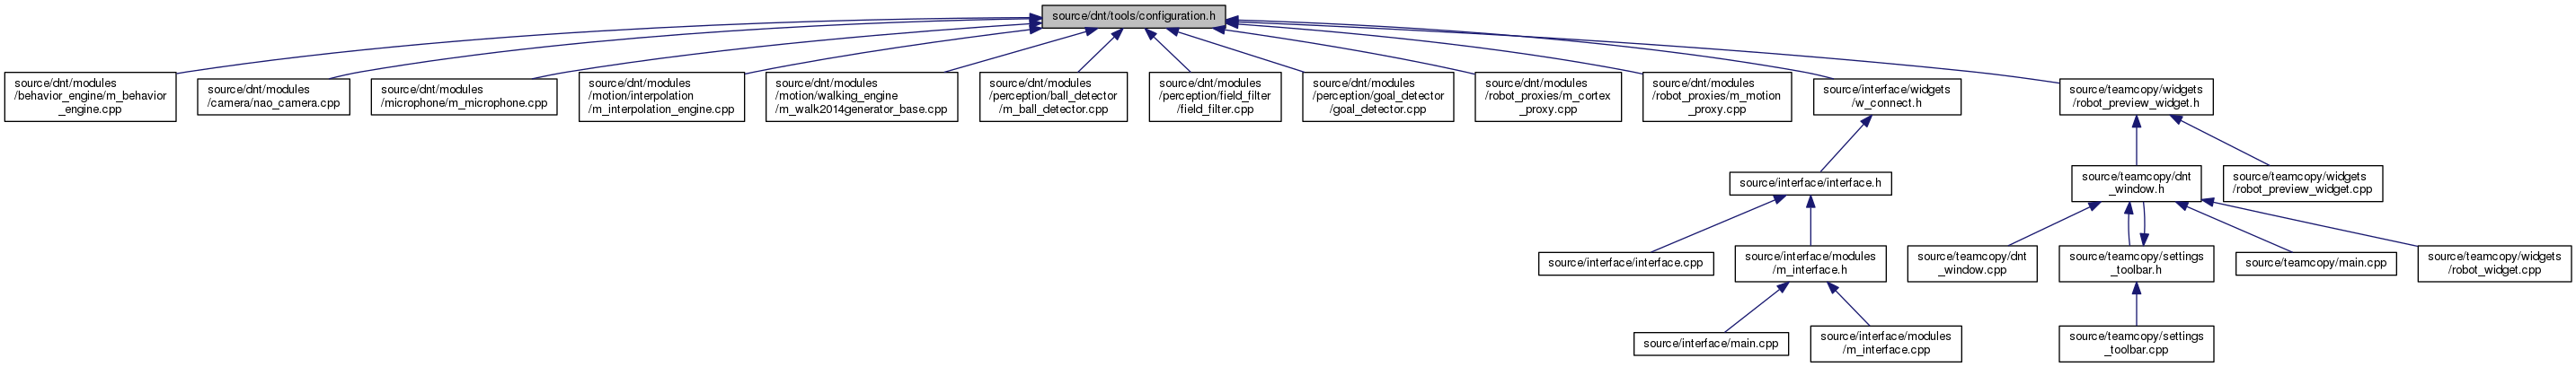 source/dnt/tools/configuration.h
source/dnt/modules
/behavior_engine/m_behavior
_engine.cpp
source/dnt/modules
/camera/nao_camera.cpp
source/dnt/modules
/microphone/m_microphone.cpp
source/dnt/modules
/motion/interpolation
/m_interpolation_engine.cpp
source/dnt/modules
/motion/walking_engine
/m_walk2014generator_base.cpp
source/dnt/modules
/perception/ball_detector
/m_ball_detector.cpp
source/dnt/modules
/perception/field_filter
/field_filter.cpp
source/dnt/modules
/perception/goal_detector
/goal_detector.cpp
source/dnt/modules
/robot_proxies/m_cortex
_proxy.cpp
source/dnt/modules
/robot_proxies/m_motion
_proxy.cpp
source/interface/widgets
/w_connect.h
source/teamcopy/widgets
/robot_preview_widget.h
source/interface/interface.h
source/teamcopy/dnt
_window.h
source/teamcopy/widgets
/robot_preview_widget.cpp
source/interface/interface.cpp
source/interface/modules
/m_interface.h
source/teamcopy/dnt
_window.cpp
source/teamcopy/settings
_toolbar.h
source/teamcopy/main.cpp
source/teamcopy/widgets
/robot_widget.cpp
source/interface/main.cpp
source/interface/modules
/m_interface.cpp
source/teamcopy/settings
_toolbar.cpp